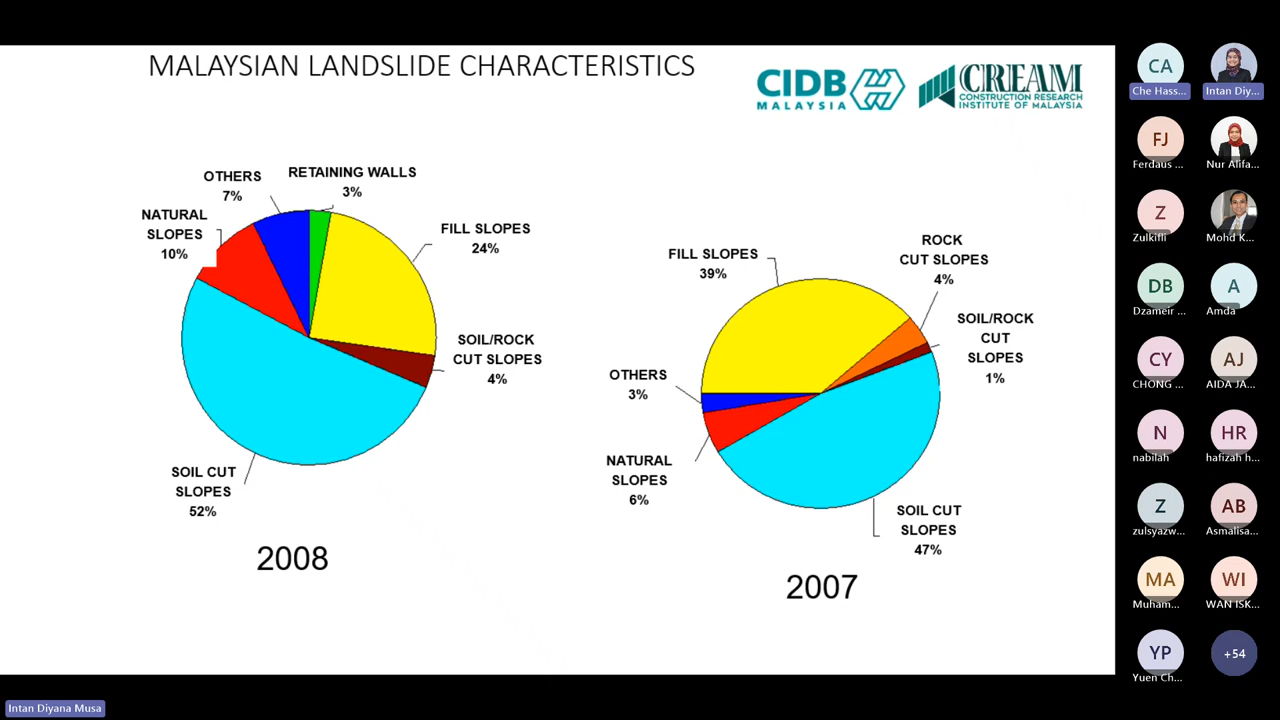 MALAYSIAN LANDSLIDE CHARACTERISTICS
CIDB
MALAYSIA
CREAM
CONSTRUCTION RESEARCH
INSTITUTE OF MALAYSIA
OTHERS
7%
RETAINING WALLS
3%
NATURAL
SLOPES
10%
FILL SLOPES
24%
SOIL/ROCK
CUT SLOPES
4%
SOIL CUT
SLOPES
52%
2008
FILL SLOPES
39%
ROCK
CUT SLOPES
4%
SOIL/ROCK
CUT
SLOPES
1%
OTHERS
3%
NATURAL
SLOPES
6%
SOIL CUT
SLOPES
47%
2007
CA
Che Hass...
Intan Diy...
FJ
Ferdaus ...
Nur Alifa...
Z
Zulkifli
Mohd K...
DB
Dzameir ...
A
Amda
CY
CHONG ...
AJ
AIDA JA...
N
nabilah
HR
hafizah h...
Z
zulsyazw...
AB
Asmalisa...
MA
Muham...
WI
WAN ISK...
YP
Yuen Ch...
+54
Intan Diyana Musa